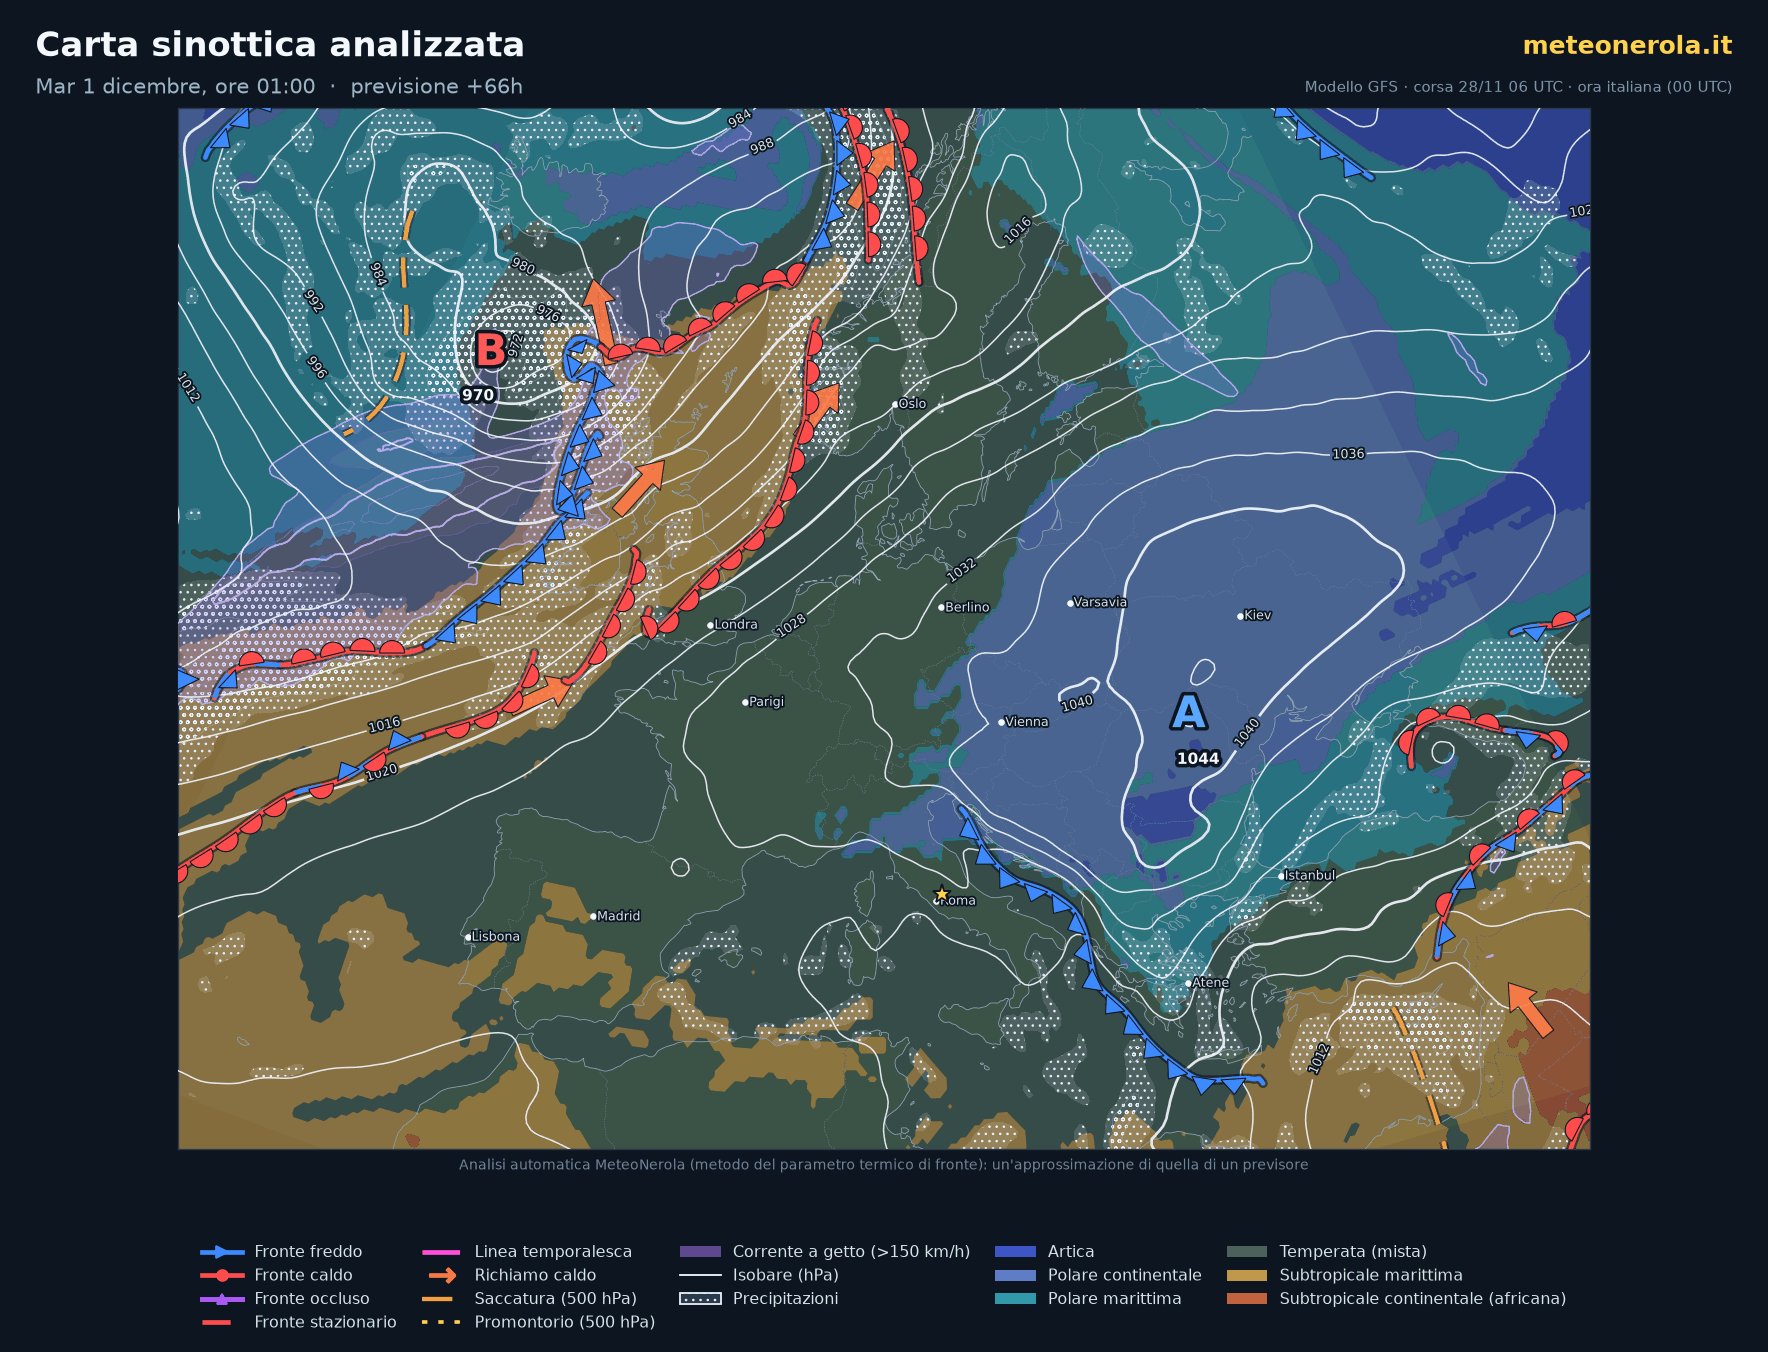 Carta sinottica analizzata
meteonerola.it
Mar 1 dicembre, ore 01:00 · previsione +66h
Modello GFS · corsa 28/11 06 UTC · ora italiana (00 UTC)
984
988
102
1016
980
984
992
976
972
B
996
970
1012
Oslo
1036
1032
Berlino
Varsavia
Kiev
Londra
1028
Parigi
1040
Vienna
A
1016
1040
1044
1020
Istanbul
Roma
Madrid
Lisbona
Atene
1012
Analisi automatica MeteoNerola (metodo del parametro termico di fronte): un'approssimazione di quella di un previsore
Fronte freddo
Linea temporalesca
Corrente a getto (>150 km/h)
Artica
Temperata (mista)
Fronte caldo
Richiamo caldo
Isobare (hPa)
Polare continentale
Subtropicale marittima
Fronte occluso
Saccatura (500 hPa)
Precipitazioni
Polare marittima
Subtropicale continentale (africana)
Fronte stazionario
Promontorio (500 hPa)